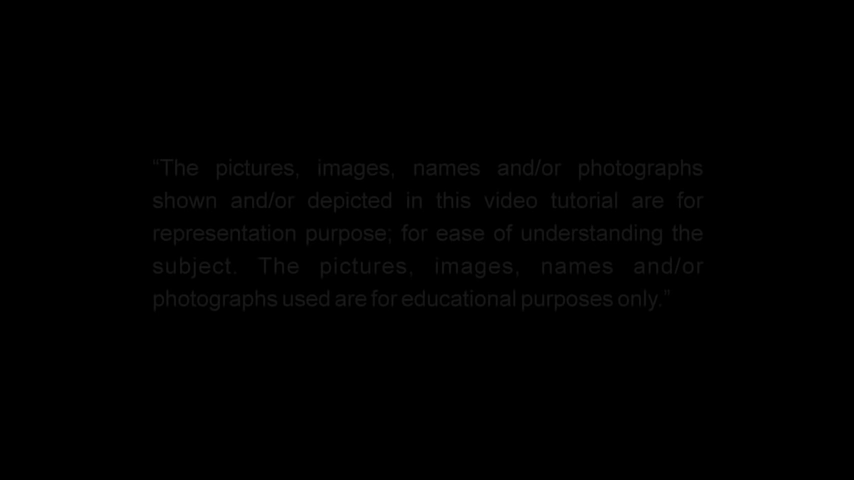 "The pictures, images, names and/or photographs
shown and/or depicted in this video tutorial are for
representation purpose; for ease of understanding the
subject. The pictures, images, names and/or
photographs used are for educational purposes only."